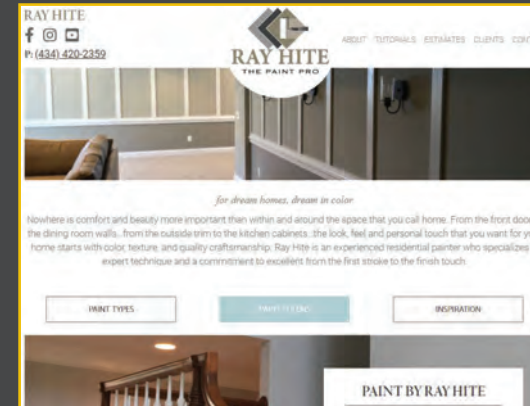 RAY HITE
P: (434) 420-2359
RAY HITE
THE PAINT PRO
ABOUT TUTORIALS ESTIMATES CLIENTS CONT
for dream homes, dream in color
Nowhere is comfort and beauty more important than within and around the space that you call home. From the front doo
the dining room walls...from the outside trim to the kitchen cabinets...the look, feel and personal touch that you want for yo
home starts with color, texture, and quality craftsmanship. Ray Hite is an experienced residential painter who specializes
expert technique and a commitment to excellent from the first stroke to the finish touch.
PAINT TYPES
INSPIRATION
PAINT BY RAY HITE